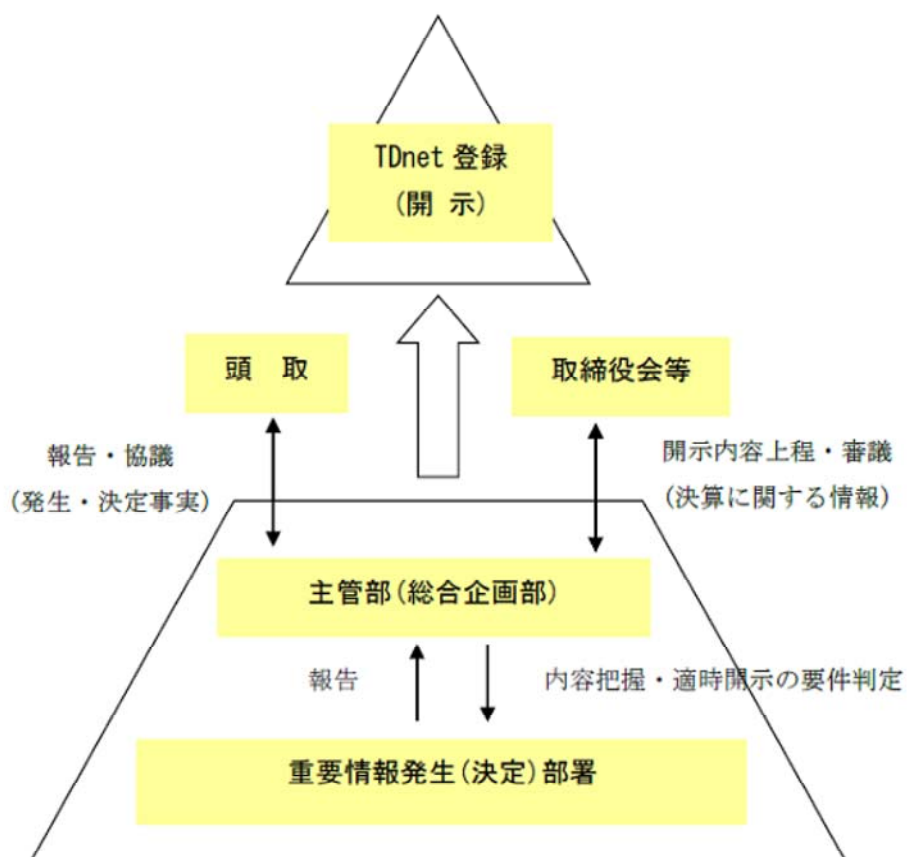 TDnet 登録
(開 示)
頭 取
取締役会等
報告・協議
(発生・決定事実)
開示内容上程・審議
(決算に関する情報)
主管部(総合企画部)
報告
内容把握・適時開示の要件判定
重要情報発生(決定)部署